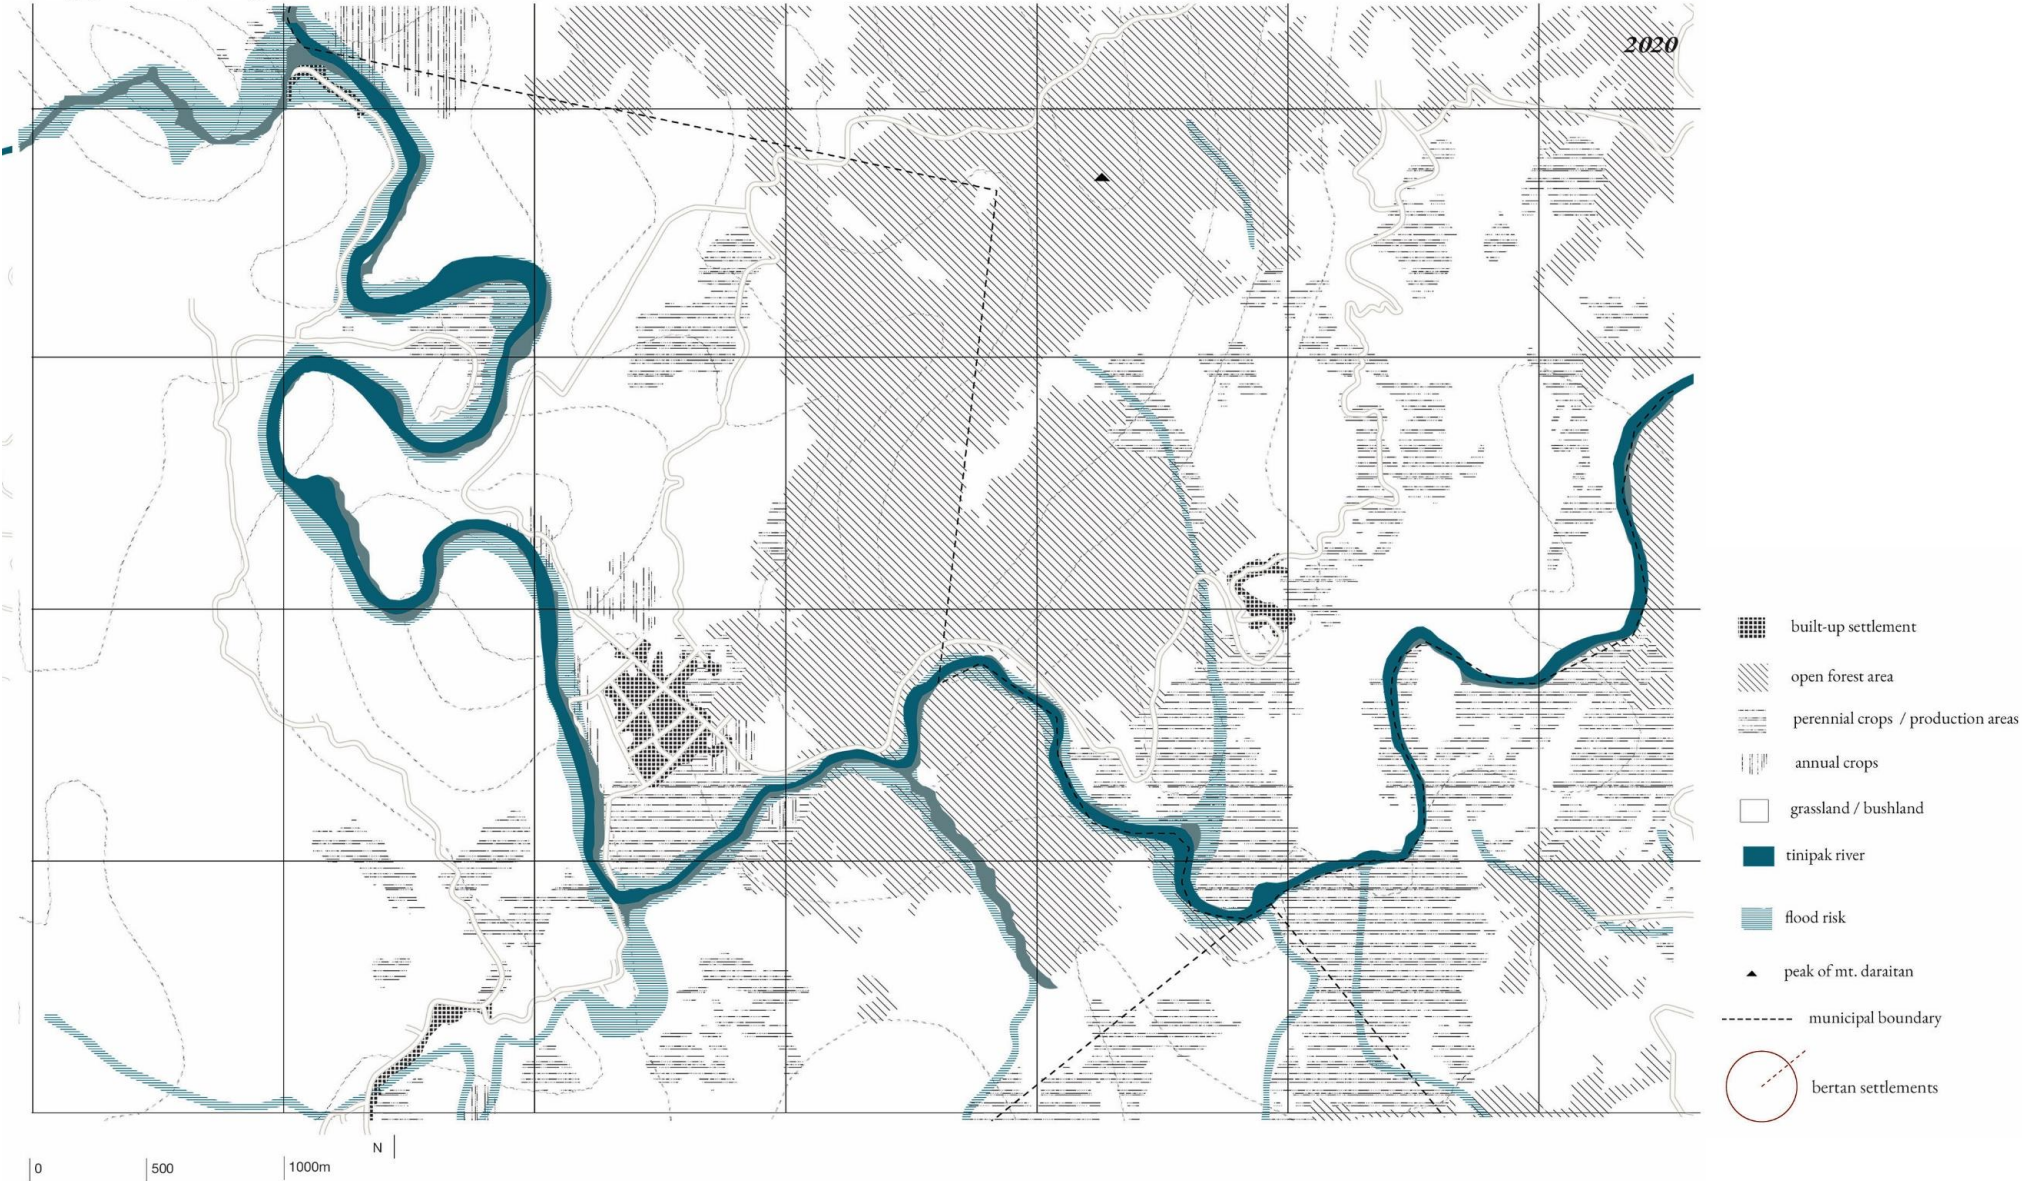 2020
built-up settlement
open forest area
perennial crops / production areas
annual crops
grassland / bushland
tinipak river
flood risk
peak of mt. daraitan
municipal boundary
bertan settlements
N
0 500 1000m